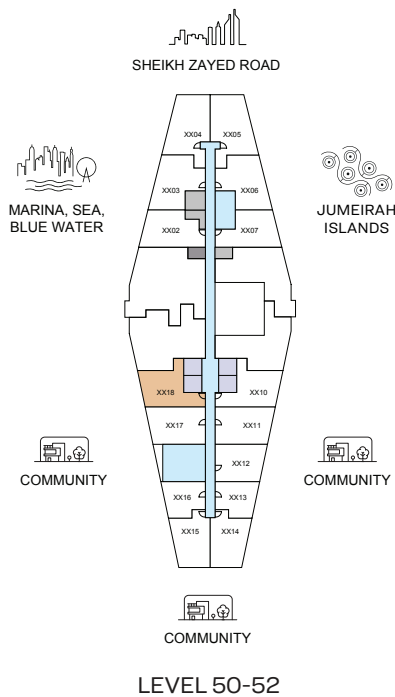 SHEIKH ZAYED ROAD
XX04 XX05
MARINA, SEA,
BLUE WATER
JUMEIRAH
ISLANDS
XX03 XX06
XX02 XX07
XX18 XX10
XX17 XX11
XX12
COMMUNITY
COMMUNITY
XX16 XX13
XX15 XX14
COMMUNITY
LEVEL 50-52